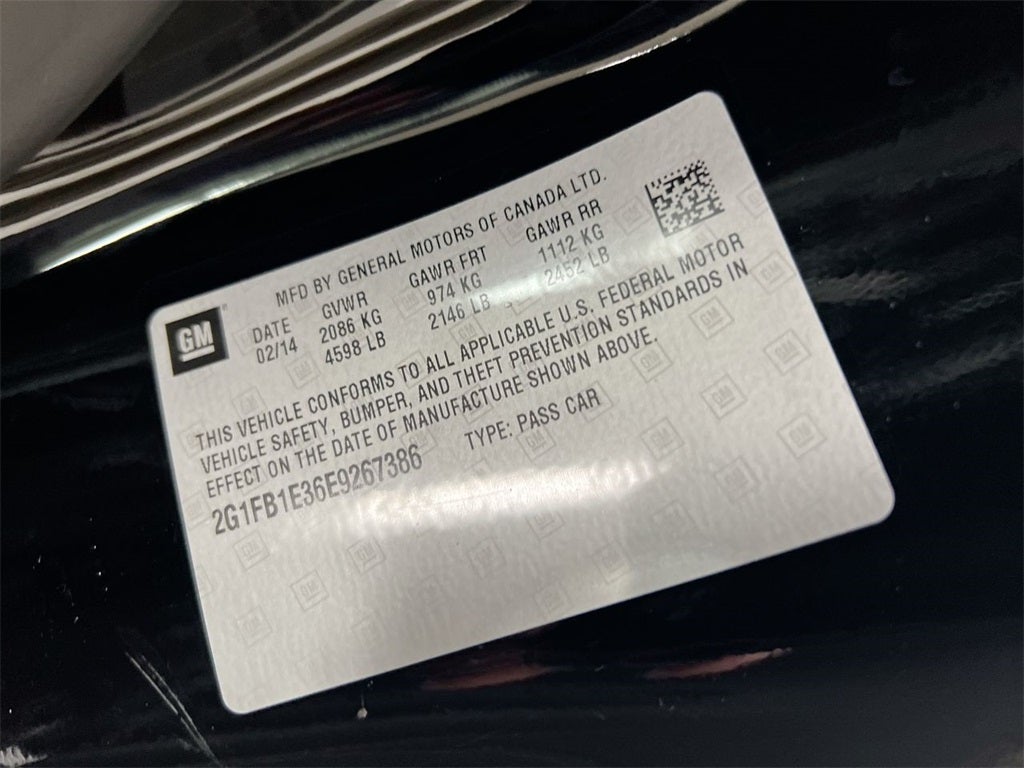 GM
MFD BY GENERAL MOTORS OF CANADA LTD.
DATE GVWR GAWR FRT GAWR RR
02/14 2086 KG 974 KG 1112 KG
4598 LB 2146 LB 2452 LB
THIS VEHICLE CONFORMS TO ALL APPLICABLE U.S. FEDERAL MOTOR
VEHICLE SAFETY, BUMPER, AND THEFT PREVENTION STANDARDS IN
EFFECT ON THE DATE OF MANUFACTURE SHOWN ABOVE.
2G1FB1E36E9267386 TYPE: PASS CAR